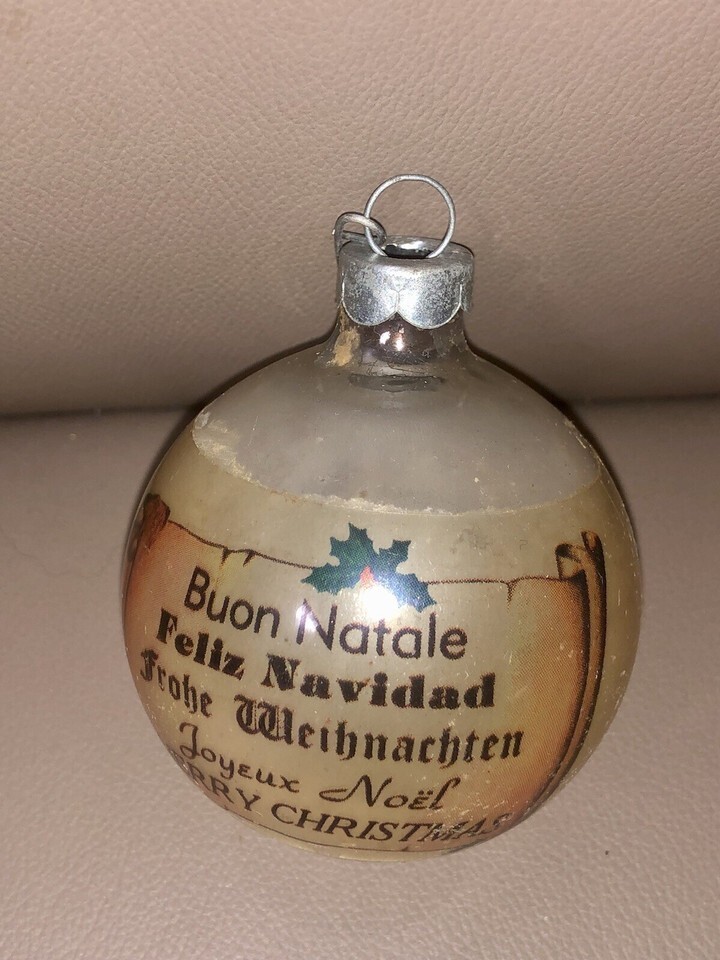 Buon Natale
Feliz Navidad
Frohe Weihnachten
Joyeux Noël
ERRY CHRISTMAS